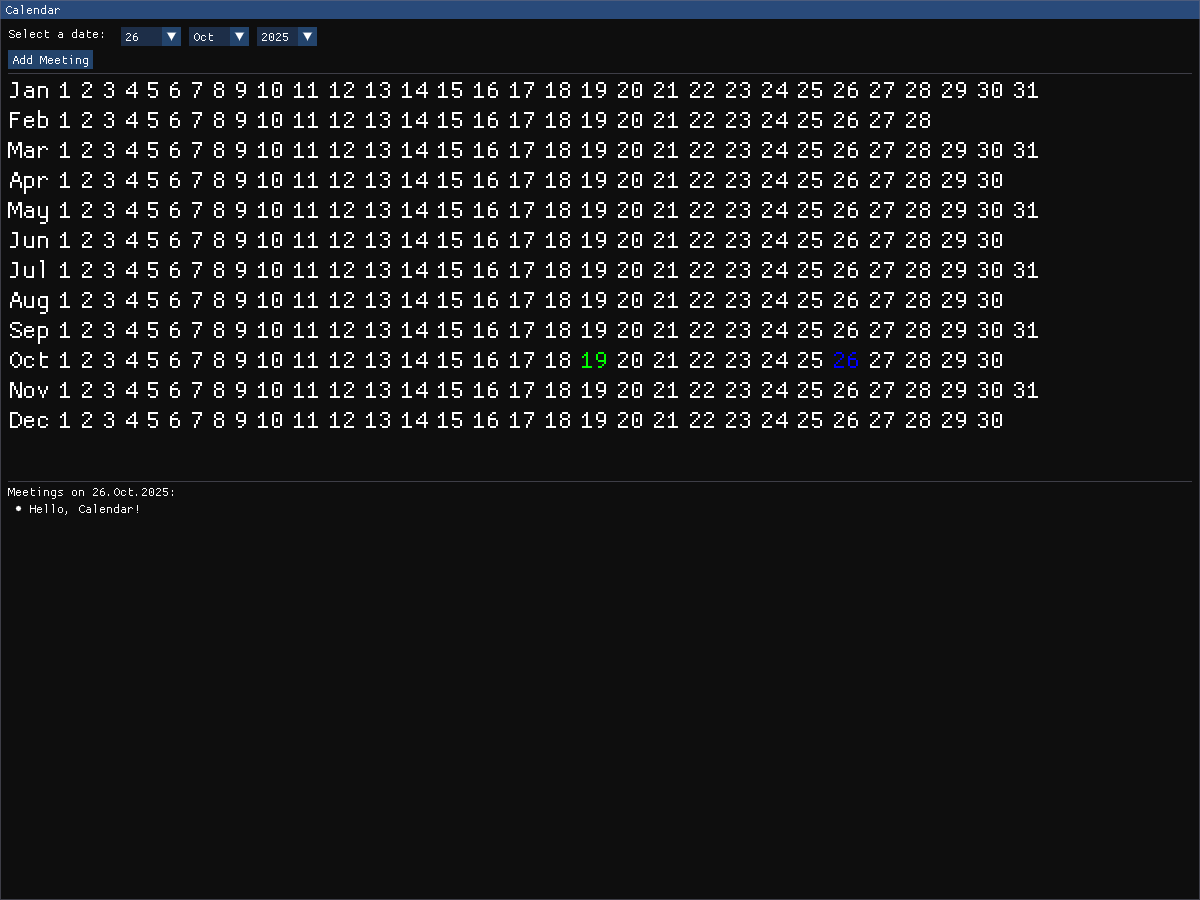 Calendar
Select a date: 26 Oct 2025
Add Meeting
Jan 1 2 3 4 5 6 7 8 9 10 11 12 13 14 15 16 17 18 19 20 21 22 23 24 25 26 27 28 29 30 31
Feb 1 2 3 4 5 6 7 8 9 10 11 12 13 14 15 16 17 18 19 20 21 22 23 24 25 26 27 28
Mar 1 2 3 4 5 6 7 8 9 10 11 12 13 14 15 16 17 18 19 20 21 22 23 24 25 26 27 28 29 30 31
Apr 1 2 3 4 5 6 7 8 9 10 11 12 13 14 15 16 17 18 19 20 21 22 23 24 25 26 27 28 29 30
May 1 2 3 4 5 6 7 8 9 10 11 12 13 14 15 16 17 18 19 20 21 22 23 24 25 26 27 28 29 30 31
Jun 1 2 3 4 5 6 7 8 9 10 11 12 13 14 15 16 17 18 19 20 21 22 23 24 25 26 27 28 29 30
Jul 1 2 3 4 5 6 7 8 9 10 11 12 13 14 15 16 17 18 19 20 21 22 23 24 25 26 27 28 29 30 31
Aug 1 2 3 4 5 6 7 8 9 10 11 12 13 14 15 16 17 18 19 20 21 22 23 24 25 26 27 28 29 30
Sep 1 2 3 4 5 6 7 8 9 10 11 12 13 14 15 16 17 18 19 20 21 22 23 24 25 26 27 28 29 30 31
Oct 1 2 3 4 5 6 7 8 9 10 11 12 13 14 15 16 17 18 19 20 21 22 23 24 25 26 27 28 29 30
Nov 1 2 3 4 5 6 7 8 9 10 11 12 13 14 15 16 17 18 19 20 21 22 23 24 25 26 27 28 29 30 31
Dec 1 2 3 4 5 6 7 8 9 10 11 12 13 14 15 16 17 18 19 20 21 22 23 24 25 26 27 28 29 30
Meetings on 26.Oct.2025:
• Hello, Calendar!